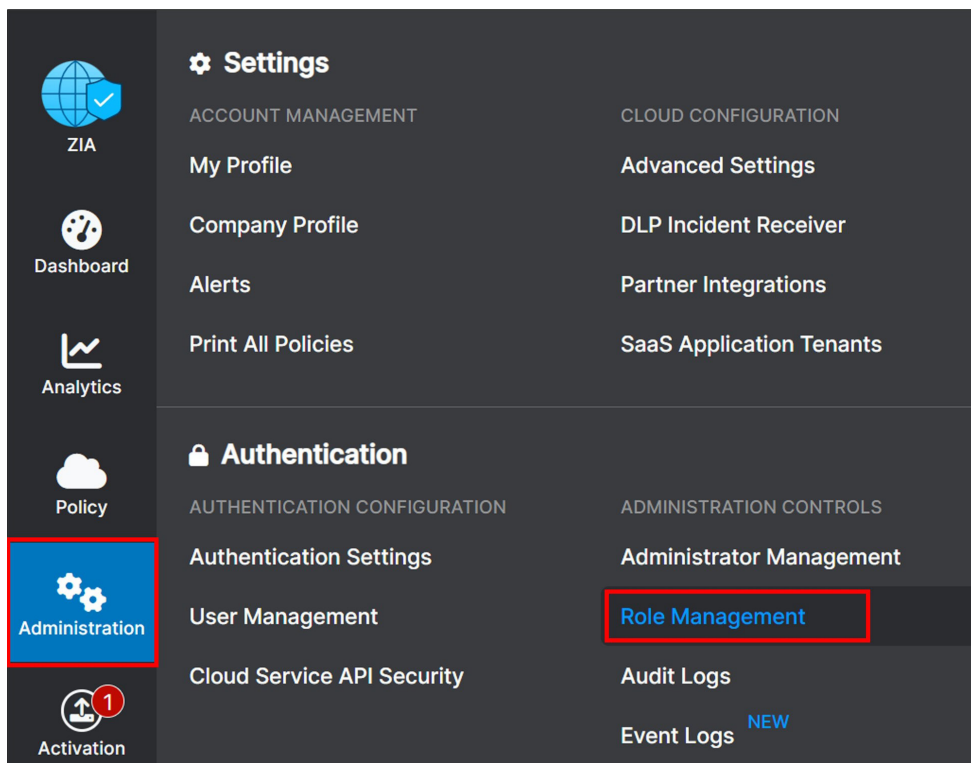 ZIA
Dashboard
Analytics
Policy
Administration
1
Activation
Settings
ACCOUNT MANAGEMENT
My Profile
Company Profile
Alerts
Print All Policies
CLOUD CONFIGURATION
Advanced Settings
DLP Incident Receiver
Partner Integrations
SaaS Application Tenants
Authentication
AUTHENTICATION CONFIGURATION
Authentication Settings
User Management
Cloud Service API Security
ADMINISTRATION CONTROLS
Administrator Management
Role Management
Audit Logs
Event Logs NEW